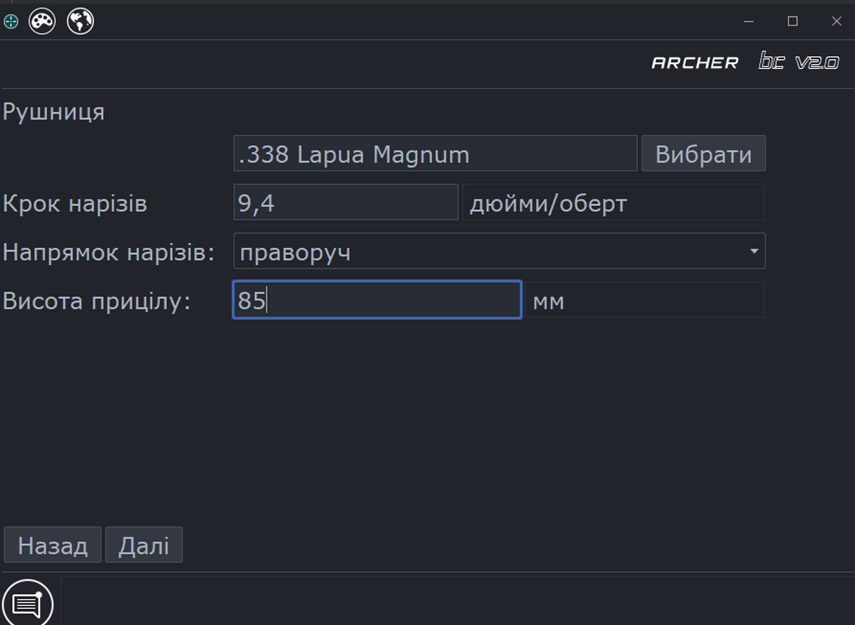 ARCHER bc v2.0
Рушниця
.338 Lapua Magnum Вибрати
Крок нарізів 9,4 дюйми/оберт
Напрямок нарізів: праворуч
Висота прицілу: 85 мм
Назад Далі